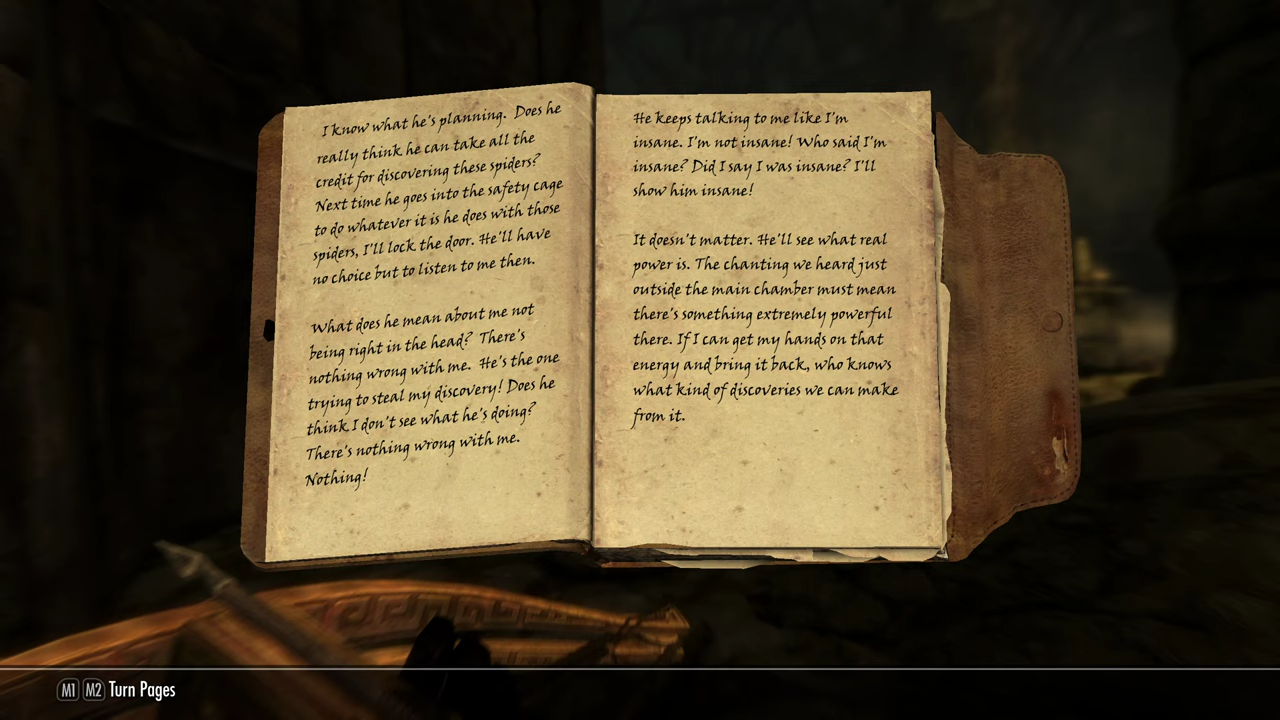 I know what he's planning. Does he
really think he can take all the
credit for discovering these spiders?
Next time he goes into the safety cage
to do whatever it is he does with those
spiders, I'll lock the door. He'll have
no choice but to listen to me then.
What does he mean about me not
being right in the head? There's
nothing wrong with me. He's the one
trying to steal my discovery! Does he
think I don't see what he's doing?
There's nothing wrong with me.
Nothing!
He keeps talking to me like I'm
insane. I'm not insane! Who said I'm
insane? Did I say I was insane? I'll
show him insane!
It doesn't matter. He'll see what real
power is. The chanting we heard just
outside the main chamber must mean
there's something extremely powerful
there. If I can get my hands on that
energy and bring it back, who knows
what kind of discoveries we can make
from it.
M1 M2 Turn Pages